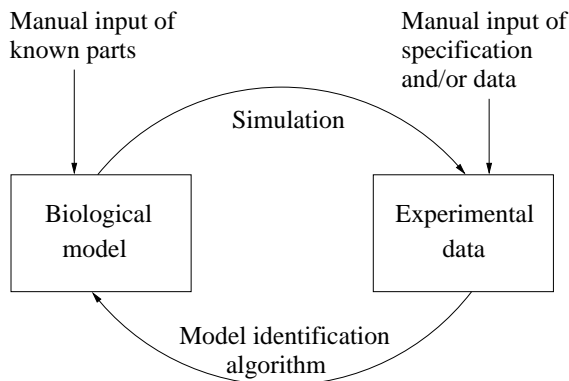 Manual input of
known parts
Manual input of
specification
and/or data
Simulation
Biological
model
Experimental
data
Model identification
algorithm